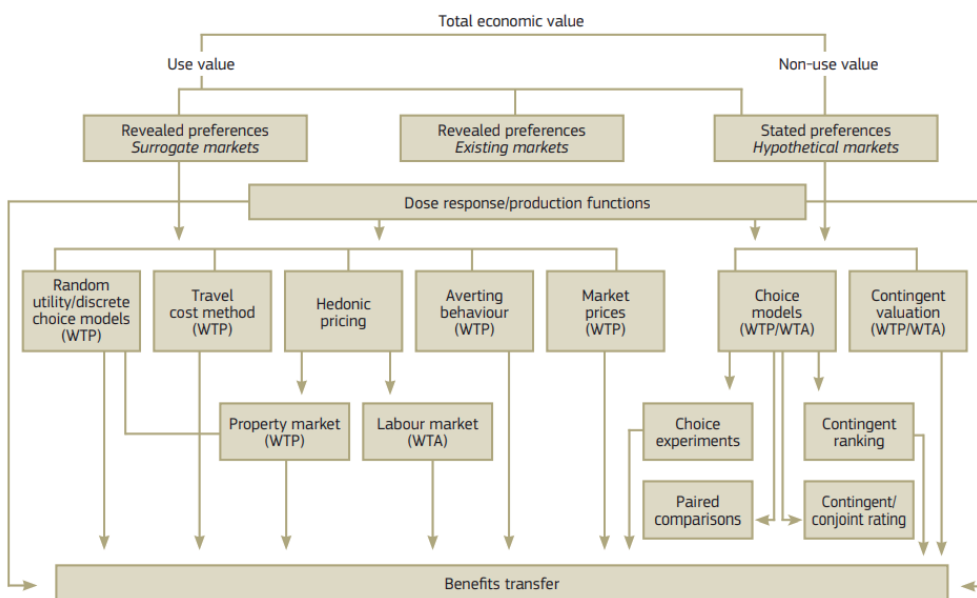 Total economic value
Use value
Non-use value
Revealed preferences
Surrogate markets
Revealed preferences
Existing markets
Stated preferences
Hypothetical markets
Dose response/production functions
Random
utility/discrete
choice models
(WTP)
Travel
cost method
(WTP)
Hedonic
pricing
Averting
behaviour
(WTP)
Market
prices
(WTP)
Choice
models
(WTP/WTA)
Contingent
valuation
(WTP/WTA)
Property market
(WTP)
Labour market
(WTA)
Choice
experiments
Contingent
ranking
Paired
comparisons
Contingent/
conjoint rating
Benefits transfer